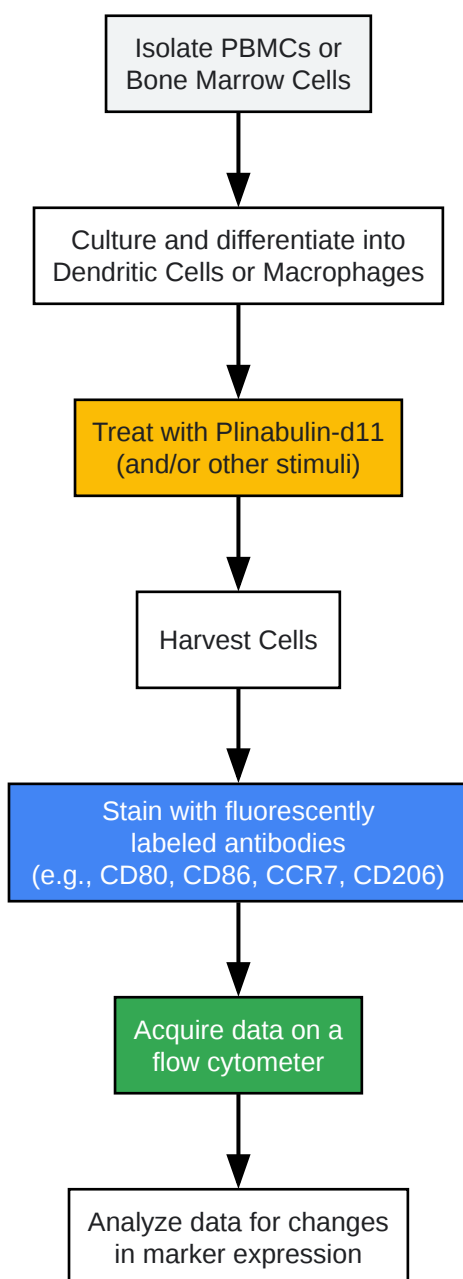 Isolate PBMCs or
Bone Marrow Cells
Culture and differentiate into
Dendritic Cells or Macrophages
Treat with Plinabulin-d11
(and/or other stimuli)
Harvest Cells
Stain with fluorescently
labeled antibodies
(e.g., CD80, CD86, CCR7, CD206)
Acquire data on a
flow cytometer
Analyze data for changes
in marker expression